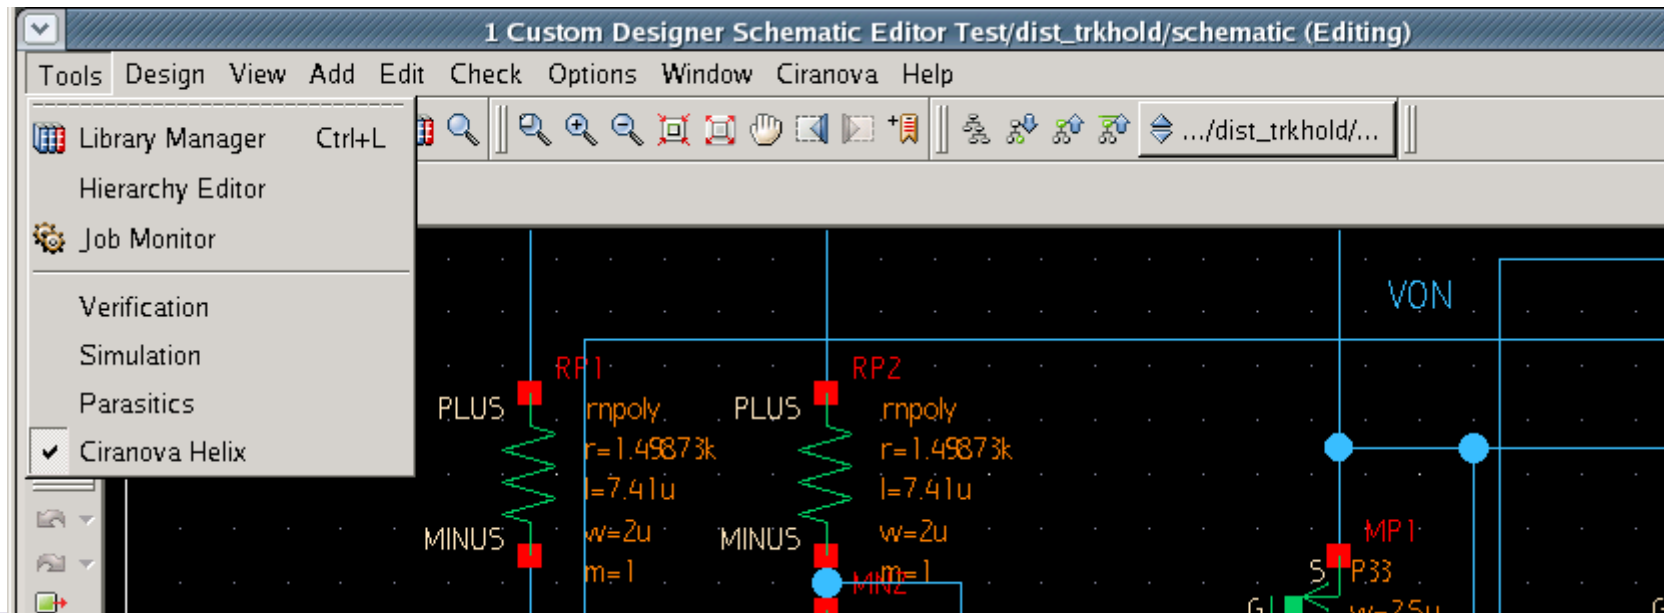 1 Custom Designer Schematic Editor Test/dist_trkhold/schematic (Editing)
Tools Design View Add Edit Check Options Window Ciranova Help
Library Manager Ctrl+L
.../dist_trkhold/...
Hierarchy Editor
Job Monitor
Verification
Simulation
Parasitics
Ciranova Helix
VON
RP1
PLUS
rnpoly
r=1.49873k
l=7.41u
w=2u
m=1
MINUS
RP2
PLUS
rnpoly
r=1.49873k
l=7.41u
w=2u
m=1
MINUS
MN2
MP1
S
P33
G
w=25u
G